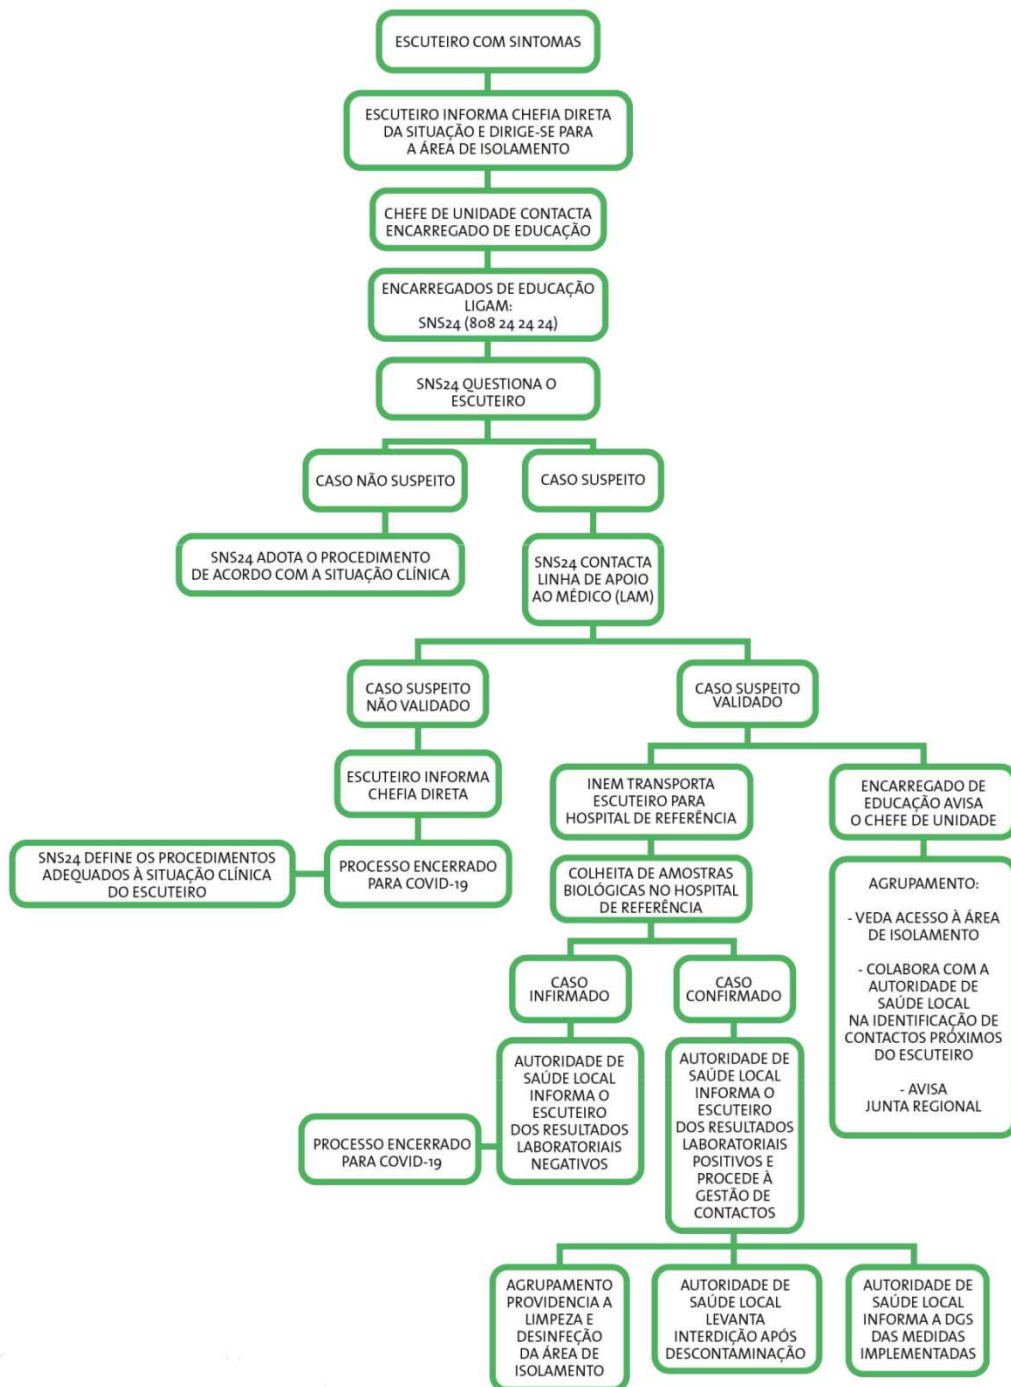 ESCUTEIRO COM SINTOMAS
ESCUTEIRO INFORMA CHEFIA DIRETA
DA SITUAÇÃO E DIRIGE-SE PARA
A ÁREA DE ISOLAMENTO
CHEFE DE UNIDADE CONTACTA
ENCARREGADO DE EDUCAÇÃO
ENCARREGADOS DE EDUCAÇÃO
LIGAM:
SNS24 (808 24 24 24)
SNS24 QUESTIONA O
ESCUTEIRO
CASO NÃO SUSPEITO
CASO SUSPEITO
SNS24 ADOTA O PROCEDIMENTO
DE ACORDO COM A SITUAÇÃO CLÍNICA
SNS24 CONTACTA
LINHA DE APOIO
AO MÉDICO (LAM)
CASO SUSPEITO
NÃO VALIDADO
CASO SUSPEITO
VALIDADO
ESCUTEIRO INFORMA
CHEFIA DIRETA
INEM TRANSPORTA
ESCUTEIRO PARA
HOSPITAL DE REFERÊNCIA
ENCARREGADO DE
EDUCAÇÃO AVISA
O CHEFE DE UNIDADE
SNS24 DEFINE OS PROCEDIMENTOS
ADEQUADOS À SITUAÇÃO CLÍNICA
DO ESCUTEIRO
PROCESSO ENCERRADO
PARA COVID-19
COLHEITA DE AMOSTRAS
BIOLÓGICAS NO HOSPITAL
DE REFERÊNCIA
AGRUPAMENTO:
- VEDA ACESSO À ÁREA
DE ISOLAMENTO
- COLABORA COM A
AUTORIDADE DE
SAÚDE LOCAL
NA IDENTIFICAÇÃO DE
CONTACTOS PRÓXIMOS
DO ESCUTEIRO
- AVISA
JUNTA REGIONAL
CASO
INFIRMADO
CASO
CONFIRMADO
AUTORIDADE DE
SAÚDE LOCAL
INFORMA O
ESCUTEIRO
DOS RESULTADOS
LABORATORIAIS
NEGATIVOS
AUTORIDADE DE
SAÚDE LOCAL
INFORMA O
ESCUTEIRO
DOS RESULTADOS
LABORATORIAIS
POSITIVOS E
PROCEDE À
GESTÃO DE
CONTACTOS
PROCESSO ENCERRADO
PARA COVID-19
AGRUPAMENTO
PROVIDENCIA A
LIMPEZA E
DESINFEÇÃO
DA ÁREA DE
ISOLAMENTO
AUTORIDADE DE
SAÚDE LOCAL
LEVANTA
INTERDIÇÃO APÓS
DESCONTAMINAÇÃO
AUTORIDADE DE
SAÚDE LOCAL
INFORMA A DGS
DAS MEDIDAS
IMPLEMENTADAS